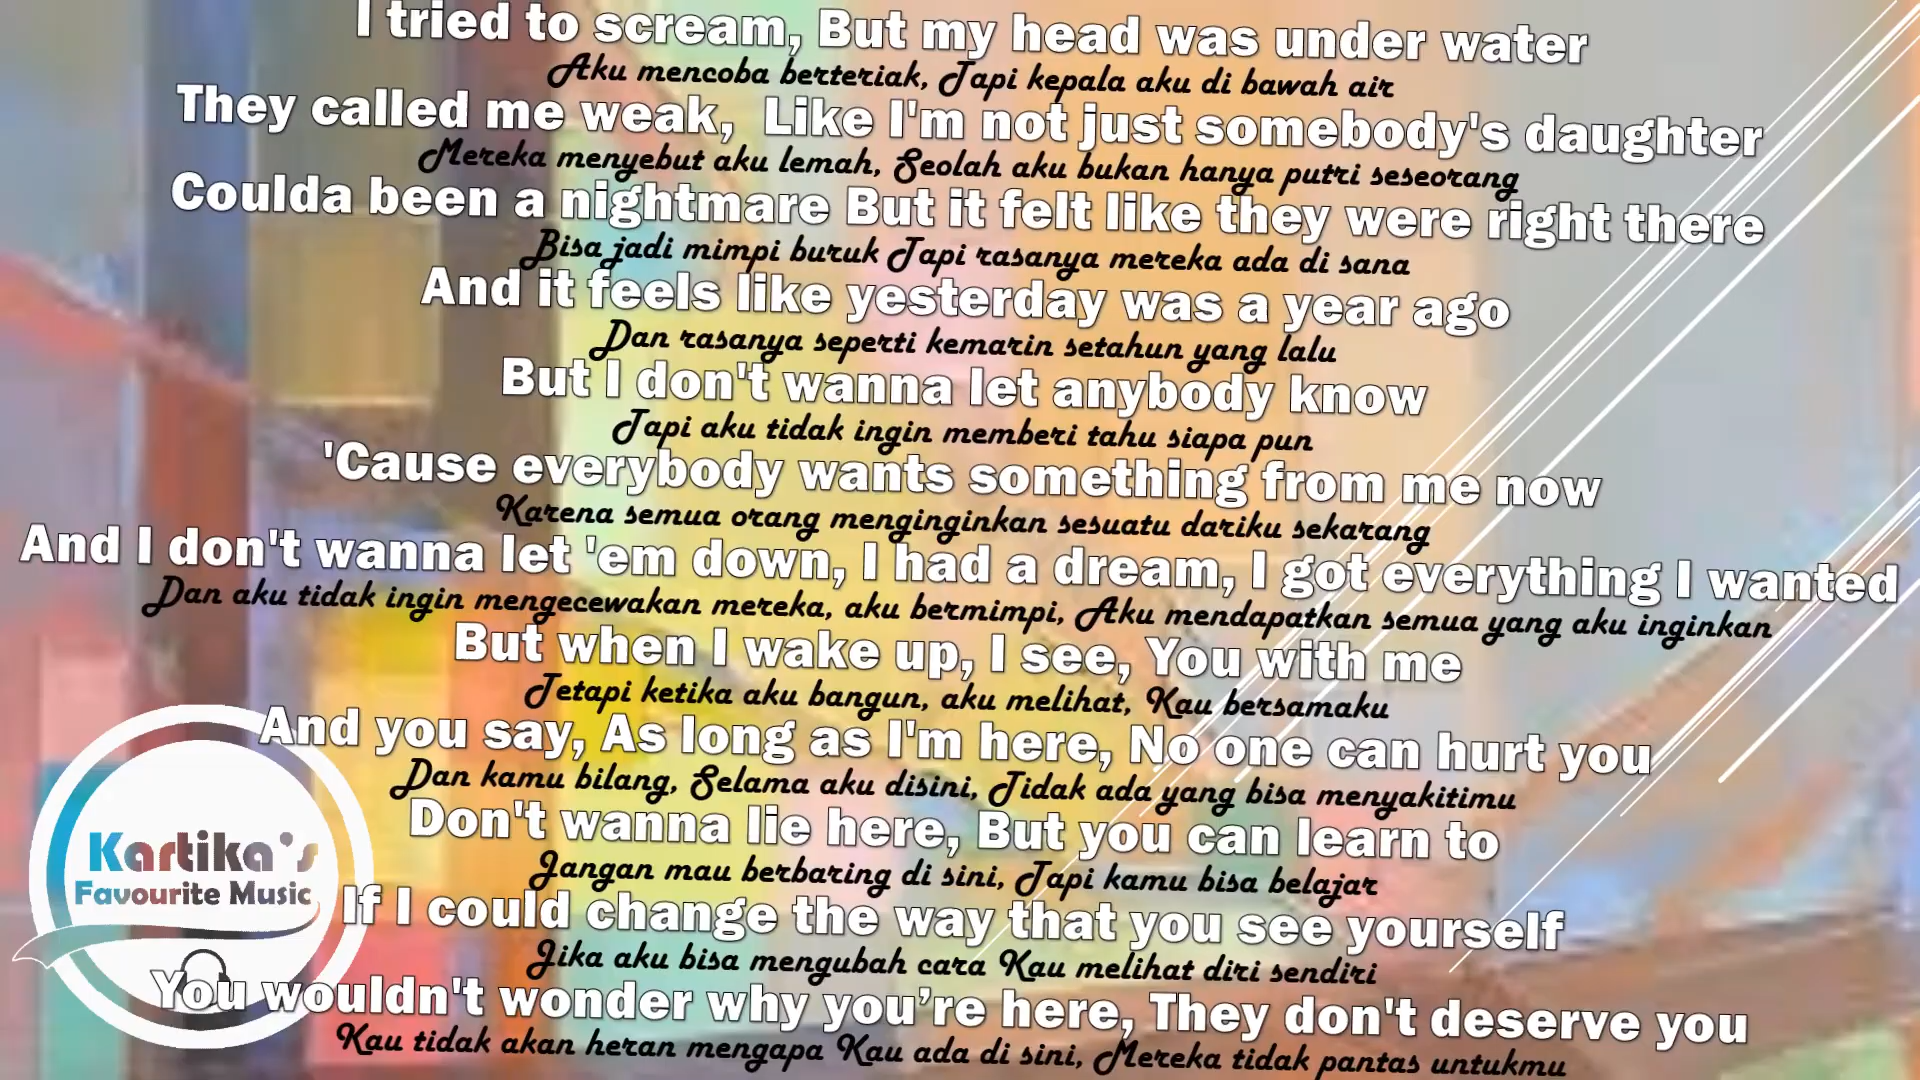 I tried to scream, But my head was under water
Aku mencoba berteriak, Tapi kepala aku di bawah air
They called me weak, Like I'm not just somebody's daughter
Mereka menyebut aku lemah, Seolah aku bukan hanya putri seseorang
Coulda been a nightmare But it felt like they were right there
Bisa jadi mimpi buruk Tapi rasanya mereka ada di sana
And it feels like yesterday was a year ago
Dan rasanya seperti kemarin setahun yang lalu
But I don't wanna let anybody know
Tapi aku tidak ingin memberi tahu siapa pun
'Cause everybody wants something from me now
Karena semua orang menginginkan sesuatu dariku sekarang
And I don't wanna let 'em down, I had a dream, I got everything I wanted
Dan aku tidak ingin mengecewakan mereka, aku bermimpi, Aku mendapatkan semua yang aku inginkan
But when I wake up, I see, You with me
Tetapi ketika aku bangun, aku melihat, Kau bersamaku
And you say, As long as I'm here, No one can hurt you
Dan kamu bilang, Selama aku disini, Tidak ada yang bisa menyakitimu
Don't wanna lie here, But you can learn to
Jangan mau berbaring di sini, Tapi kamu bisa belajar
If I could change the way that you see yourself
Jika aku bisa mengubah cara Kau melihat diri sendiri
You wouldn't wonder why you're here, They don't deserve you
Kau tidak akan heran mengapa Kau ada di sini, Mereka tidak pantas untukmu
Kartika's
Favourite Music